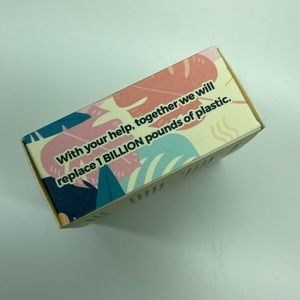 With your help, together we will
replace 1 BILLION pounds of plastic.